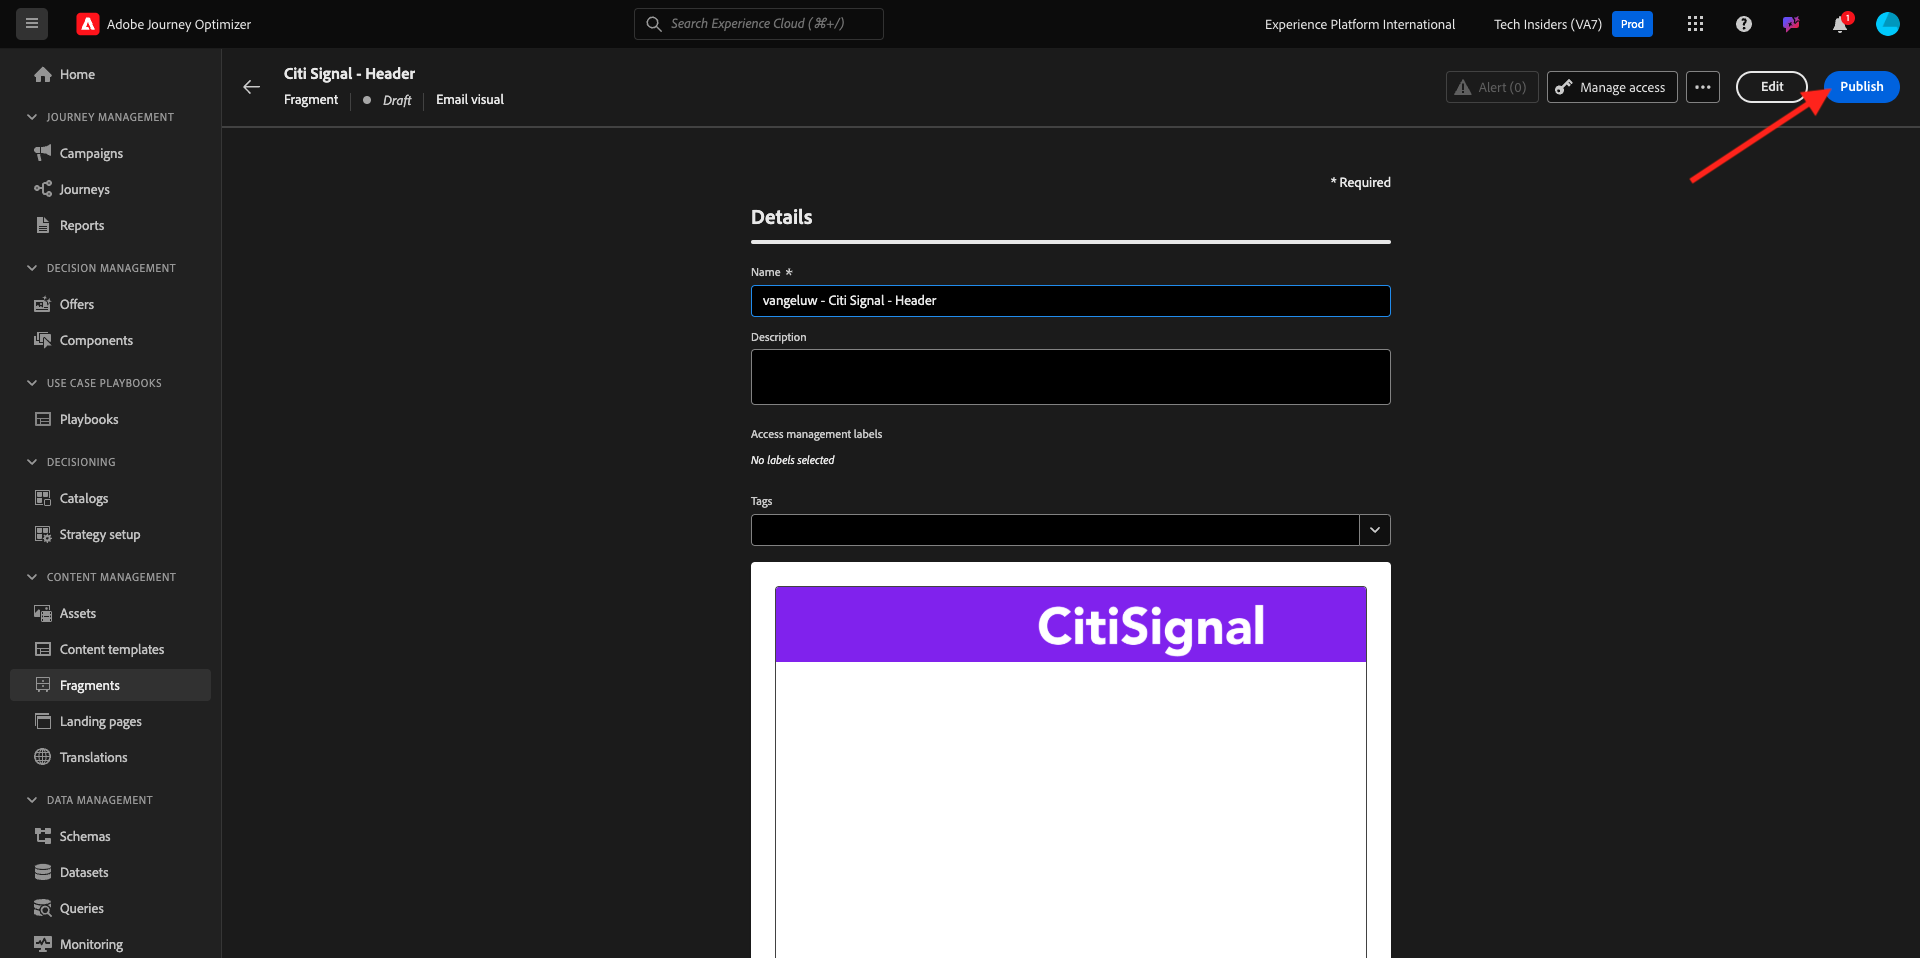 Adobe Journey Optimizer
Search Experience Cloud (⌘+/)
Experience Platform International
Tech Insiders (VA7)
Prod
1
Home
JOURNEY MANAGEMENT
Campaigns
Journeys
Reports
DECISION MANAGEMENT
Offers
Components
USE CASE PLAYBOOKS
Playbooks
DECISIONING
Catalogs
Strategy setup
CONTENT MANAGEMENT
Assets
Content templates
Fragments
Landing pages
Translations
DATA MANAGEMENT
Schemas
Datasets
Queries
Monitoring
Citi Signal - Header
Fragment
Draft
Email visual
Alert (0)
Manage access
Edit
Publish
* Required
Details
Name *
vangeluw - Citi Signal - Header
Description
Access management labels
No labels selected
Tags
CitiSignal